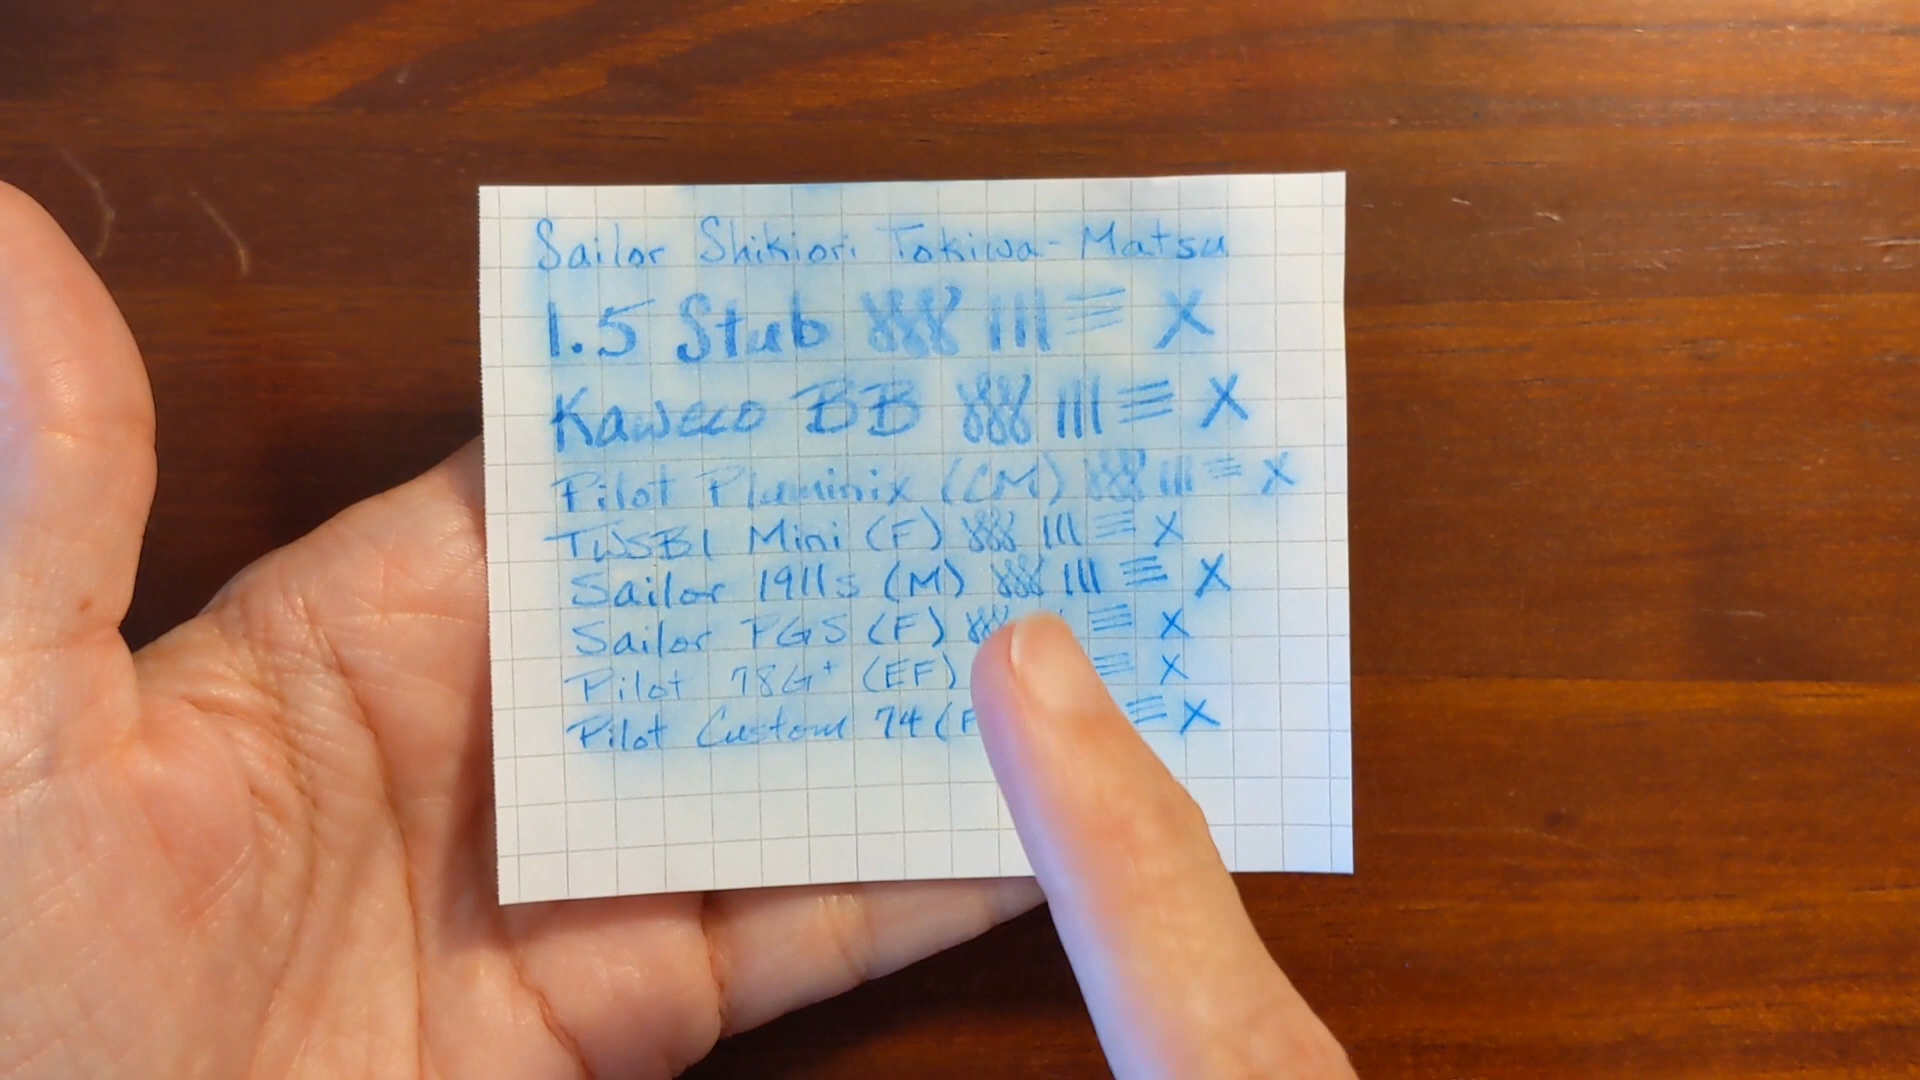 Sailor Shikiori Tokiwa-Matsu
1.5 Stub X
Kaweco BB X
Pilot Pluminix (CM) X
TWSBI Mini (F) X
Sailor 1911s (M) X
Sailor PGS (F) X
Pilot 78G+ (EF) X
Pilot Custom 74 (F X